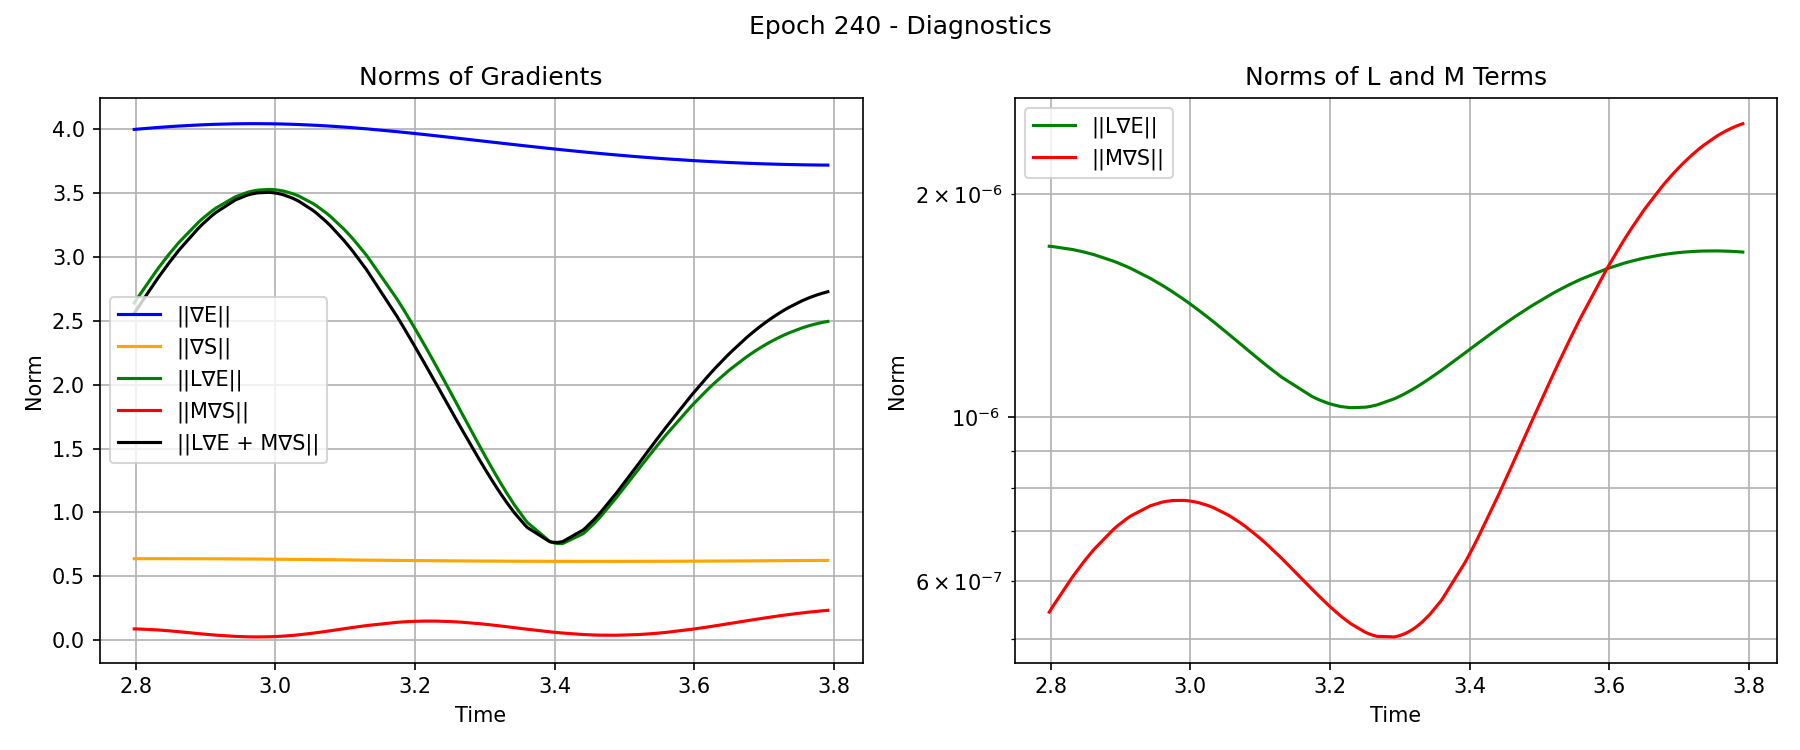 Epoch 240 - Diagnostics
Norms of Gradients
Norm
4.0
3.5
3.0
2.5
2.0
1.5
1.0
0.5
0.0
||∇E||
||∇S||
||L∇E||
||M∇S||
||L∇E + M∇S||
2.8 3.0 3.2 3.4 3.6 3.8
Time
Norms of L and M Terms
Norm
2 × 10⁻⁶
10⁻⁶
6 × 10⁻⁷
||L∇E||
||M∇S||
2.8 3.0 3.2 3.4 3.6 3.8
Time